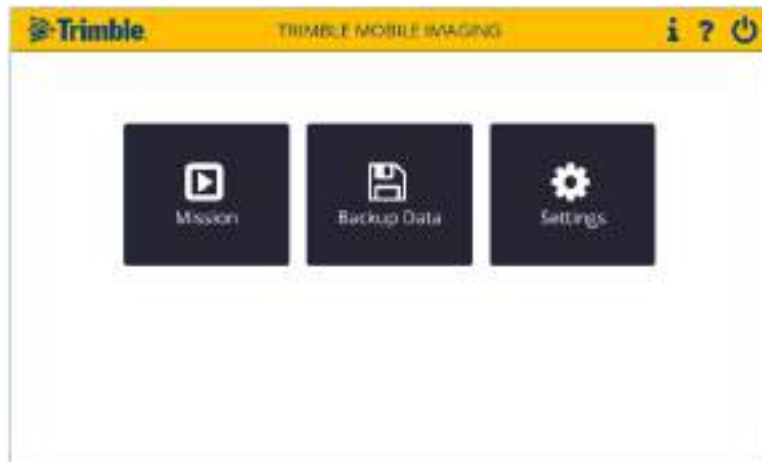 Trimble
TRIMBLE MOBILE IMAGING
i ?
Mission
Backup Data
Settings